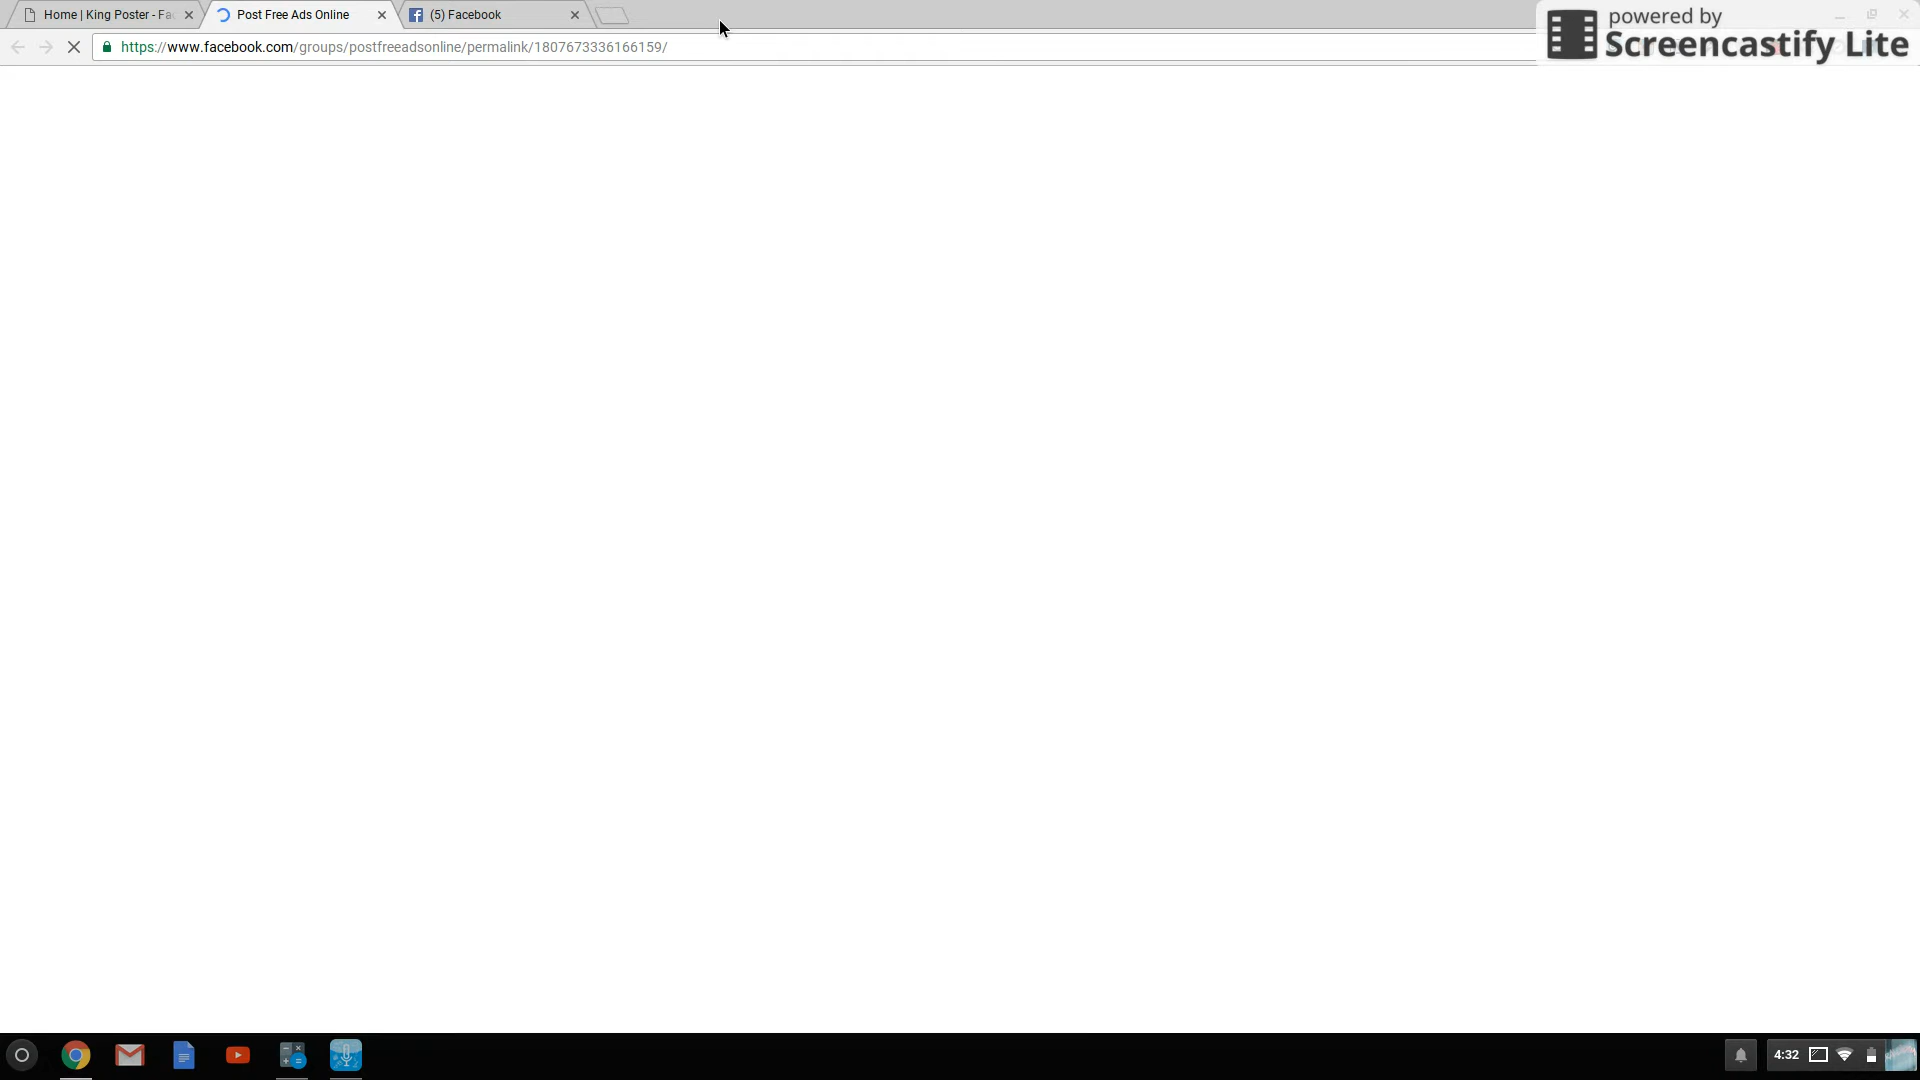 Home | King Poster - Fa
Post Free Ads Online
(5) Facebook
powered by
Screencastify Lite
https://www.facebook.com/groups/postfreeadsonline/permalink/1807673336166159/
4:32